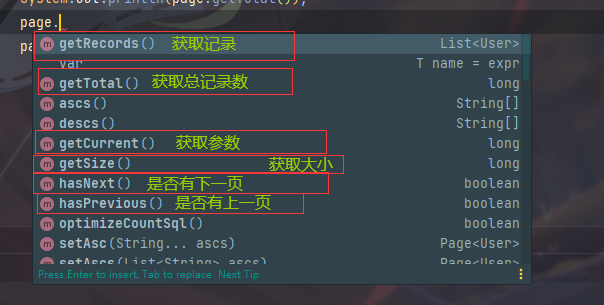 System.out.println(page.getTotal());
page.
pa
m getRecords() 获取记录 List<User>
var T name = expr
m getTotal() 获取总记录数 long
m ascs() String[]
m descs() String[]
m getCurrent() 获取参数 long
m getSize() 获取大小 long
m hasNext() 是否有下一页 boolean
m hasPrevious() 是否有上一页 boolean
m optimizeCountSql() boolean
m setAsc(String... ascs) Page<User>
m setAscs(List<String> ascs) Page<User>
Press Enter to insert, Tab to replace Next Tip